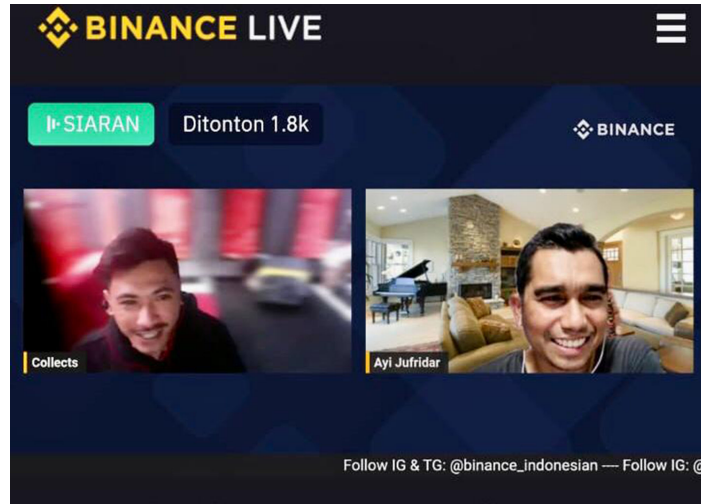 BINANCE LIVE
SIARAN
Ditonton 1.8k
BINANCE
Collects
Ayi Jufridar
Follow IG & TG: @binance_indonesian ---- Follow IG: @